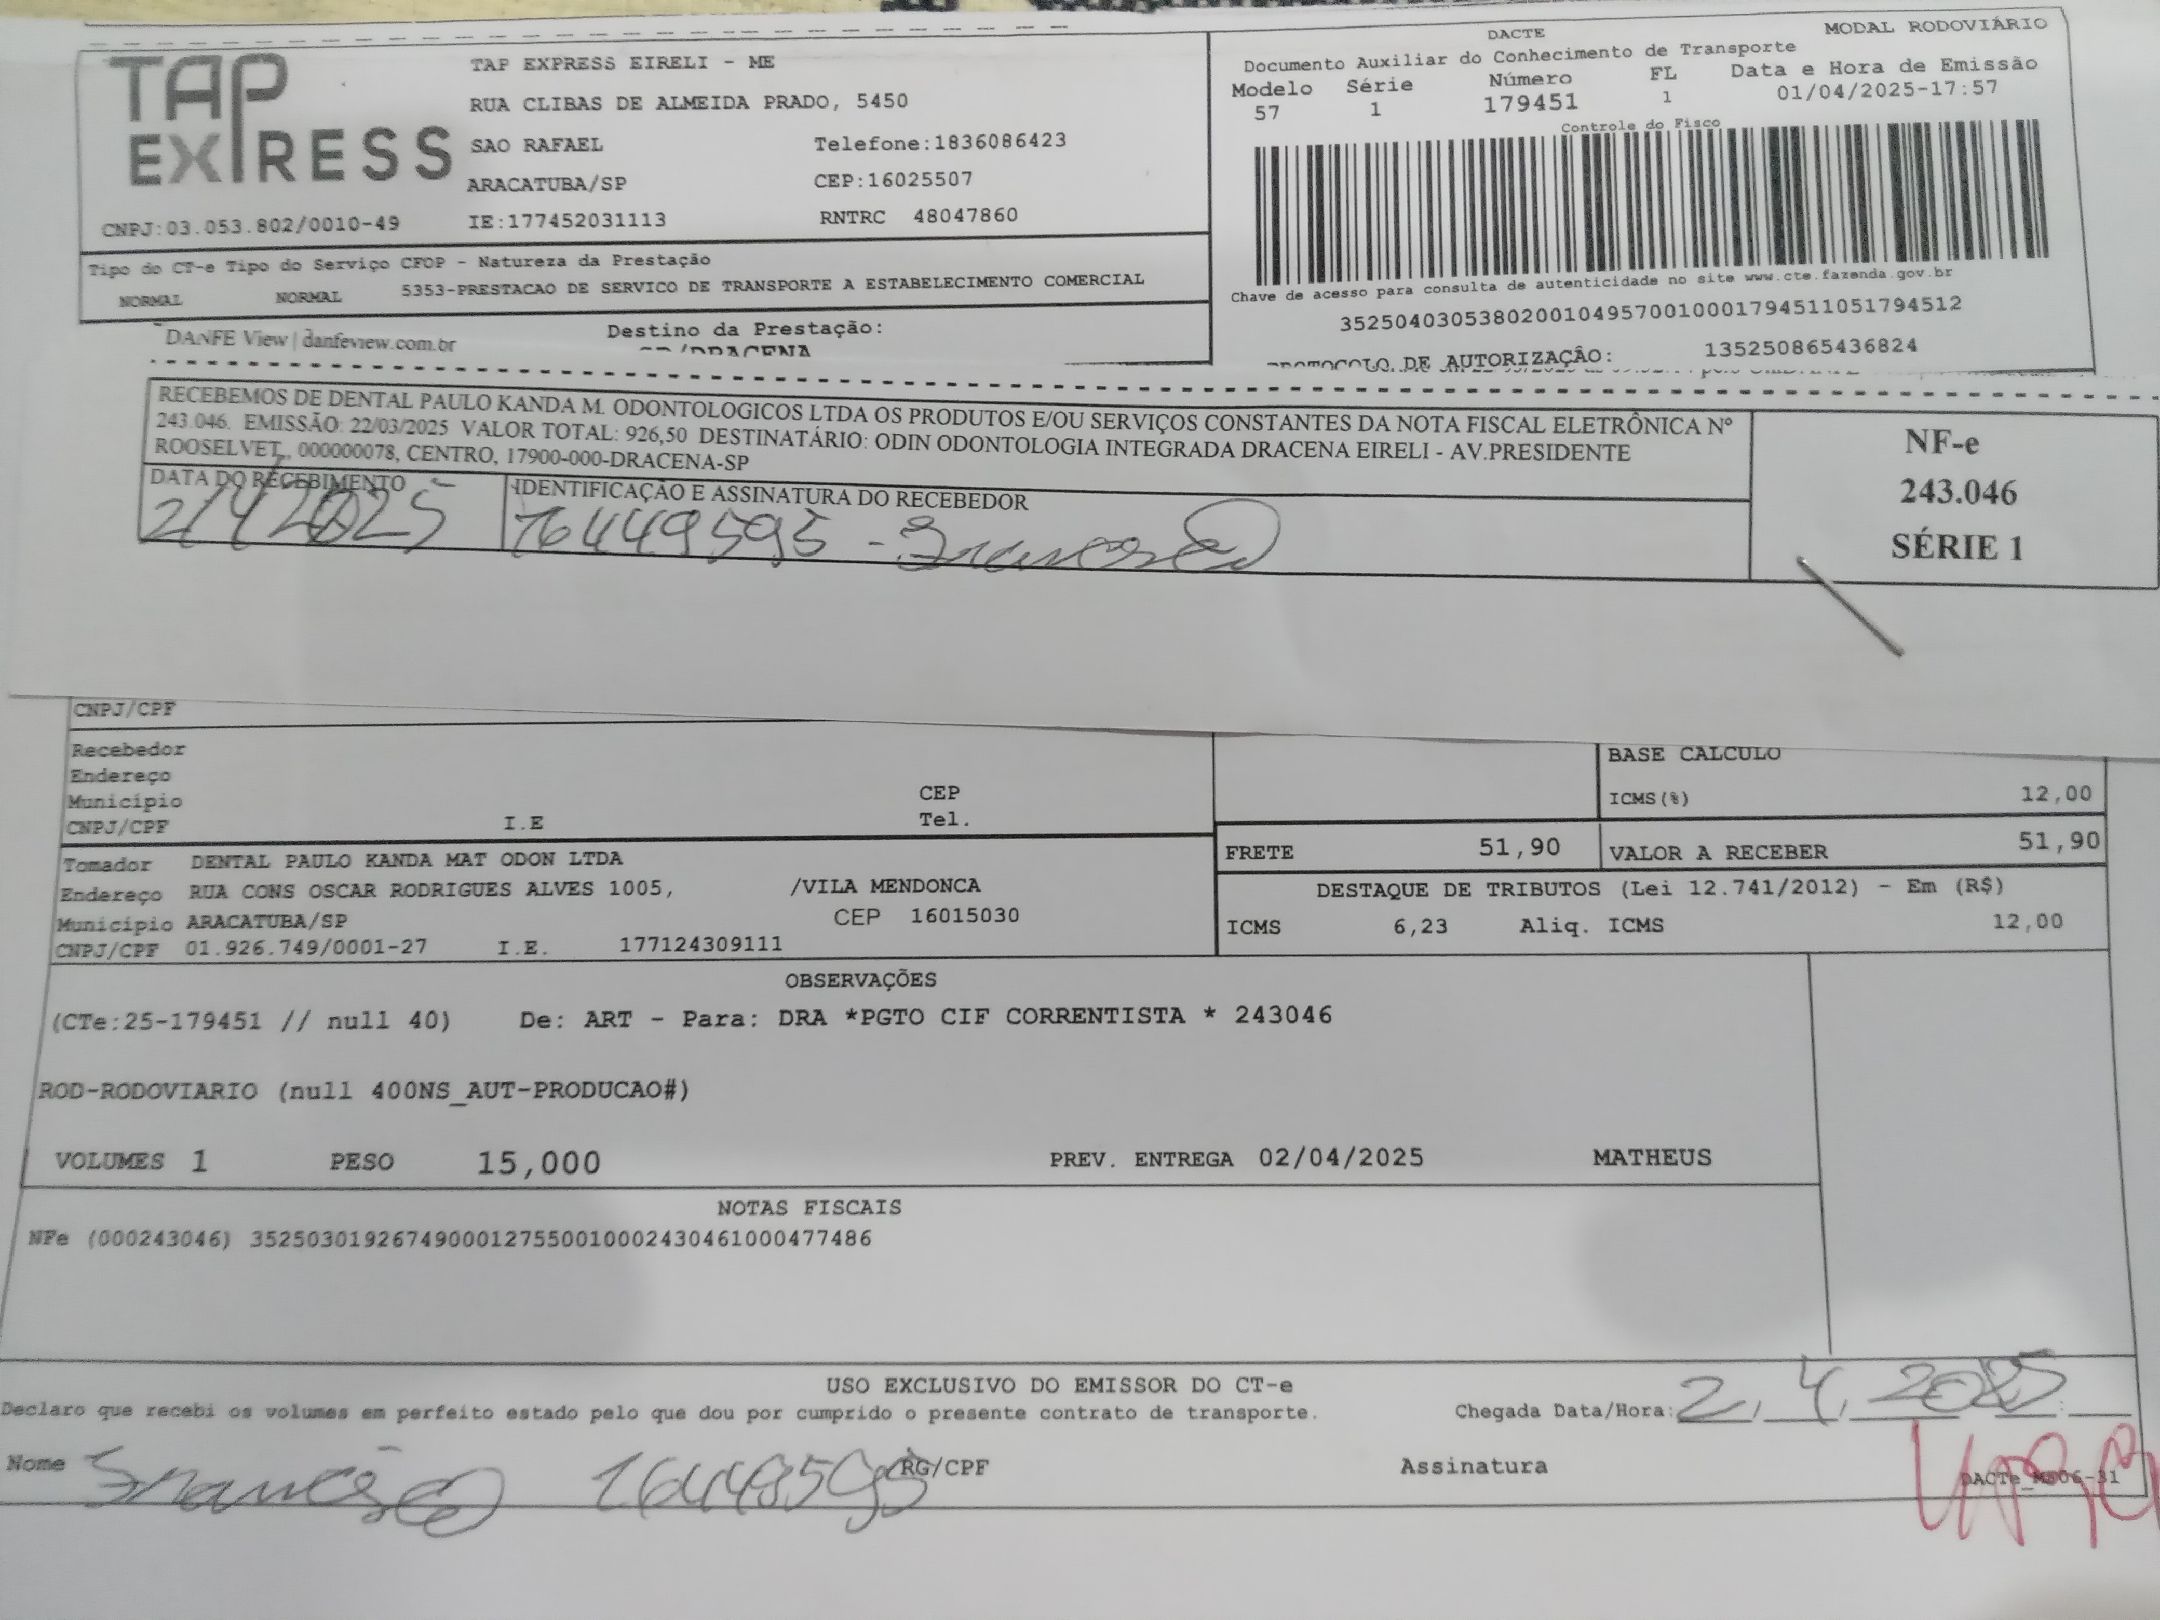 TAP EXPRESS
TAP EXPRESS EIRELI - ME
RUA CLIBAS DE ALMEIDA PRADO, 5450
SAO RAFAEL Telefone:1836086423
ARACATUBA/SP CEP:16025507
CNPJ:03.053.802/0010-49 IE:177452031113 RNTRC 48047860
Tipo do CT-e Tipo do Serviço CFOP - Natureza da Prestação
NORMAL NORMAL 5353-PRESTACAO DE SERVICO DE TRANSPORTE A ESTABELECIMENTO COMERCIAL
DANFE View | danfeview.com.br Destino da Prestação:
/DRACENA
DACTE MODAL RODOVIÁRIO
Documento Auxiliar do Conhecimento de Transporte
Modelo Série Número FL Data e Hora de Emissão
57 1 179451 1 01/04/2025-17:57
Controle do Fisco
Chave de acesso para consulta de autenticidade no site www.cte.fazenda.gov.br
35250403053802001049570010001794511051794512
PROTOCOLO DE AUTORIZAÇÃO: 135250865436824
RECEBEMOS DE DENTAL PAULO KANDA M. ODONTOLOGICOS LTDA OS PRODUTOS E/OU SERVIÇOS CONSTANTES DA NOTA FISCAL ELETRÔNICA Nº
243.046. EMISSÃO: 22/03/2025 VALOR TOTAL: 926,50 DESTINATÁRIO: ODIN ODONTOLOGIA INTEGRADA DRACENA EIRELI - AV.PRESIDENTE
ROOSELVET, 000000078, CENTRO, 17900-000-DRACENA-SP
DATA DO RECEBIMENTO IDENTIFICAÇÃO E ASSINATURA DO RECEBEDOR
2/4/2025 16449595 -
NF-e
243.046
SÉRIE 1
CNPJ/CPF
Recebedor
Endereço
Município CEP
CNPJ/CPF I.E Tel.
BASE CALCULO
ICMS(%) 12,00
FRETE 51,90 VALOR A RECEBER 51,90
Tomador DENTAL PAULO KANDA MAT ODON LTDA
Endereço RUA CONS OSCAR RODRIGUES ALVES 1005, /VILA MENDONCA
Município ARACATUBA/SP CEP 16015030
CNPJ/CPF 01.926.749/0001-27 I.E. 177124309111
DESTAQUE DE TRIBUTOS (Lei 12.741/2012) - Em (R$)
ICMS 6,23 Aliq. ICMS 12,00
OBSERVAÇÕES
(CTe:25-179451 // null 40) De: ART - Para: DRA *PGTO CIF CORRENTISTA * 243046
ROD-RODOVIARIO (null 400NS_AUT-PRODUCAO#)
VOLUMES 1 PESO 15,000 PREV. ENTREGA 02/04/2025 MATHEUS
NOTAS FISCAIS
NFe (000243046) 35250301926749000127550010002430461000477486
USO EXCLUSIVO DO EMISSOR DO CT-e
Declaro que recebi os volumes em perfeito estado pelo que dou por cumprido o presente contrato de transporte. Chegada Data/Hora: 2/4/2025
Nome 16449595 RG/CPF Assinatura